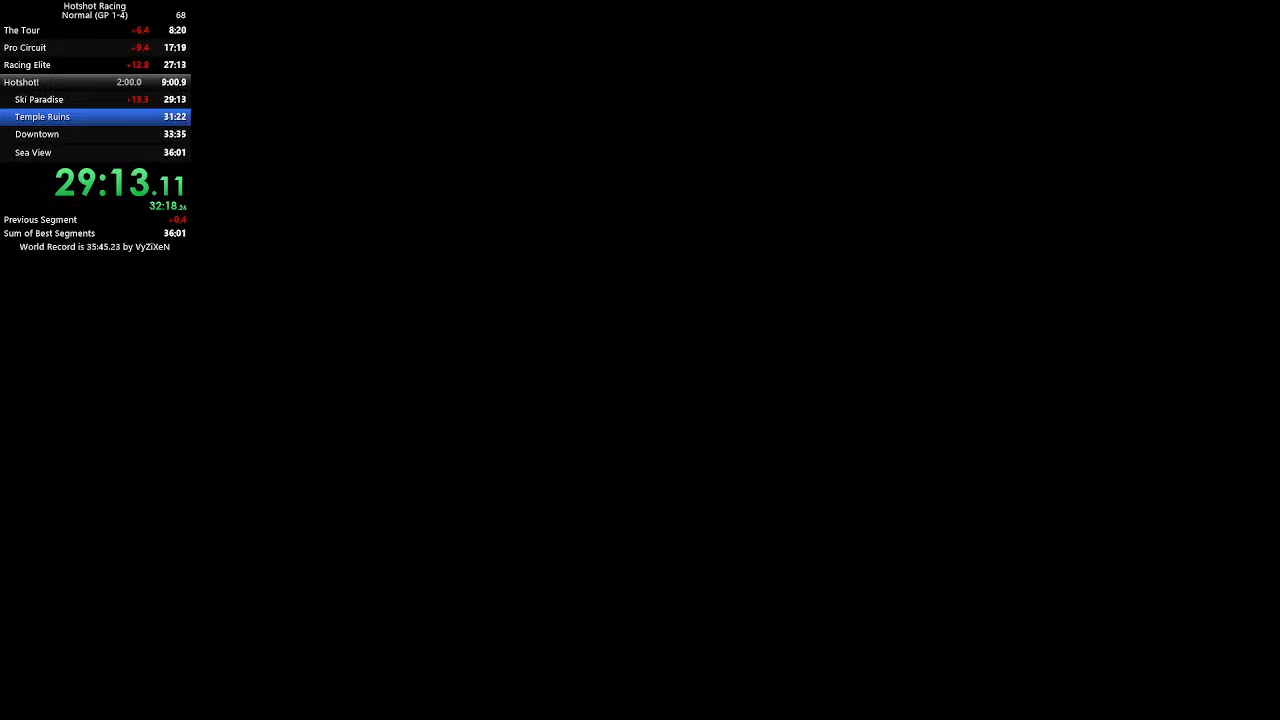 Hotshot Racing
Normal (GP 1-4) 68
The Tour -6.4 8:20
Pro Circuit -9.4 17:19
Racing Elite +12.8 27:13
Hotshot! 2:00.0 9:00.9
Ski Paradise +13.3 29:13
Temple Ruins 31:22
Downtown 33:35
Sea View 36:01
29:13.11
32:18.26
Previous Segment +0.4
Sum of Best Segments 36:01
World Record is 35:45.23 by VyZiXeN